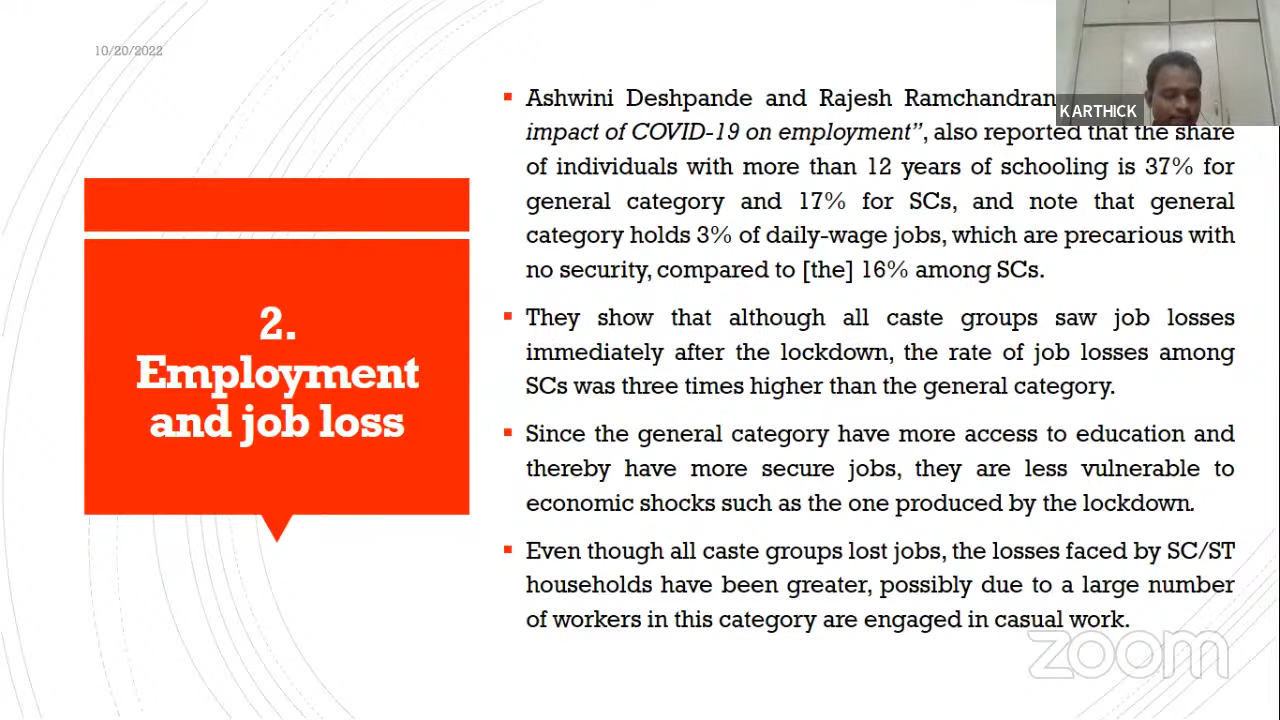 10/20/2022
KARTHICK
2.
Employment
and job loss
Ashwini Deshpande and Rajesh Ramchandran
impact of COVID-19 on employment”, also reported that the share
of individuals with more than 12 years of schooling is 37% for
general category and 17% for SCs, and note that general
category holds 3% of daily-wage jobs, which are precarious with
no security, compared to [the] 16% among SCs.
They show that although all caste groups saw job losses
immediately after the lockdown, the rate of job losses among
SCs was three times higher than the general category.
Since the general category have more access to education and
thereby have more secure jobs, they are less vulnerable to
economic shocks such as the one produced by the lockdown.
Even though all caste groups lost jobs, the losses faced by SC/ST
households have been greater, possibly due to a large number
of workers in this category are engaged in casual work.
zoom